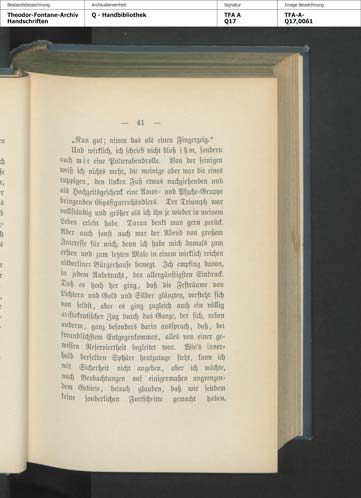 Bestandsbezeichnung
Theodor-Fontane-Archiv
Handschriften
Archivalieneinheit
Q - Handbibliothek
Signatur
TFA A
Q17
Image-Bezeichnung
TFA-A-
Q17,0061
— 41 —
„Nun gut; nimm das als einen Fingerzeig.“
Und wirklich, ich schrieb nicht bloß ihm, sondern
auch mir eine Polterabendrolle. Von der seinigen
weiß ich nichts mehr, die meinige aber war die eines
ruppigen, den linken Fuß etwas nachziehenden und
als Hochzeitsgeschenk eine Amor- und Psyche-Gruppe
bringenden Gipsfigurenhändlers. Der Triumph war
vollständig und größer als ich ihn je wieder in meinem
Leben erlebt habe. Daran denkt man gern zurück.
Aber auch sonst noch war der Abend von großem
Interesse für mich, denn ich habe mich damals zum
ersten und zum letzten Male in einem wirklich reichen
altberliner Bürgerhause bewegt. Ich empfing davon,
in jedem Anbetracht, den allergünstigsten Eindruck.
Daß es hoch her ging, daß die Festräume von
Lichtern und Gold und Silber glänzten, versteht sich
von selbst, aber es ging zugleich auch ein völlig
aristokratischer Zug durch das Ganze, der sich, neben
anderm, ganz besonders darin aussprach, daß, bei
freundlichstem Entgegenkommen, alles von einer ge-
wissen Reserviertheit begleitet war. Wie's inner-
halb derselben Sphäre heutzutage steht, kann ich
mit Sicherheit nicht angeben, aber ich möchte,
nach Beobachtungen auf einigermaßen angrenzen-
dem Gebiete, beinah glauben, daß wir seitdem
keine sonderlichen Fortschritte gemacht haben.